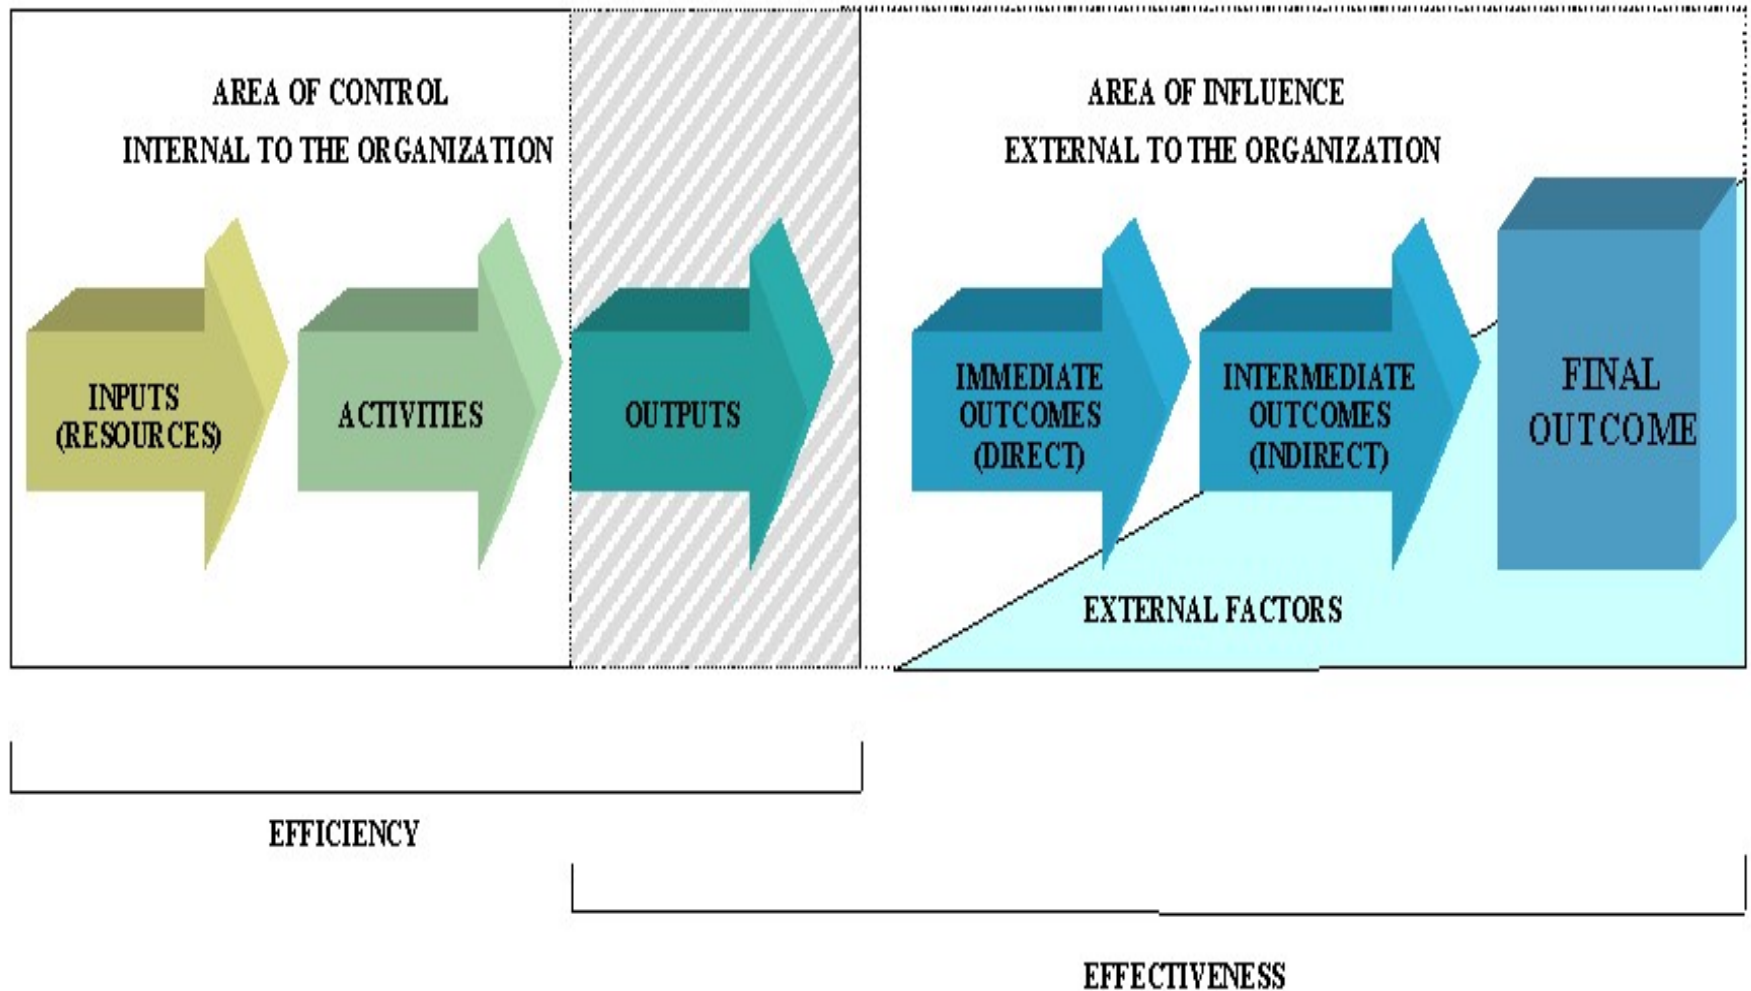 AREA OF CONTROL
INTERNAL TO THE ORGANIZATION
AREA OF INFLUENCE
EXTERNAL TO THE ORGANIZATION
INPUTS
(RESOURCES)
ACTIVITIES
OUTPUTS
IMMEDIATE
OUTCOMES
(DIRECT)
INTERMEDIATE
OUTCOMES
(INDIRECT)
FINAL
OUTCOME
EXTERNAL FACTORS
EFFICIENCY
EFFECTIVENESS